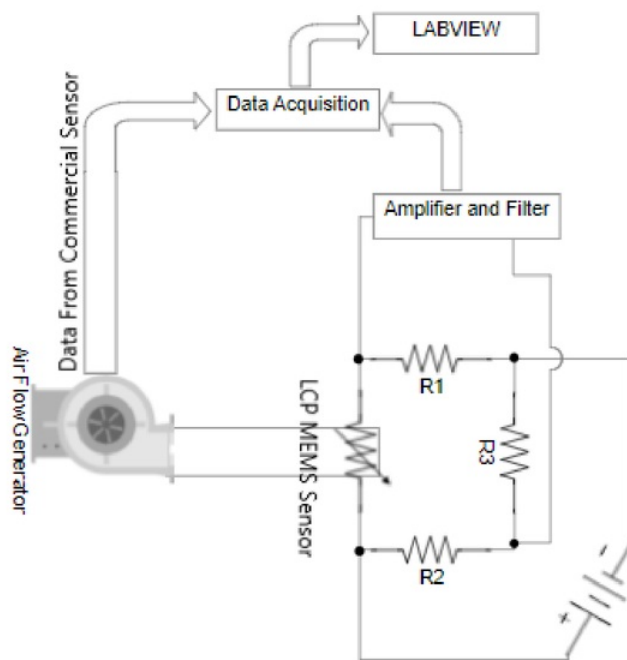 LABVIEW
Data Acquisition
Data From Commercial Sensor
Amplifier and Filter
Air Flow Generator
LCP MEMS Sensor
R1
R3
R2
-
+